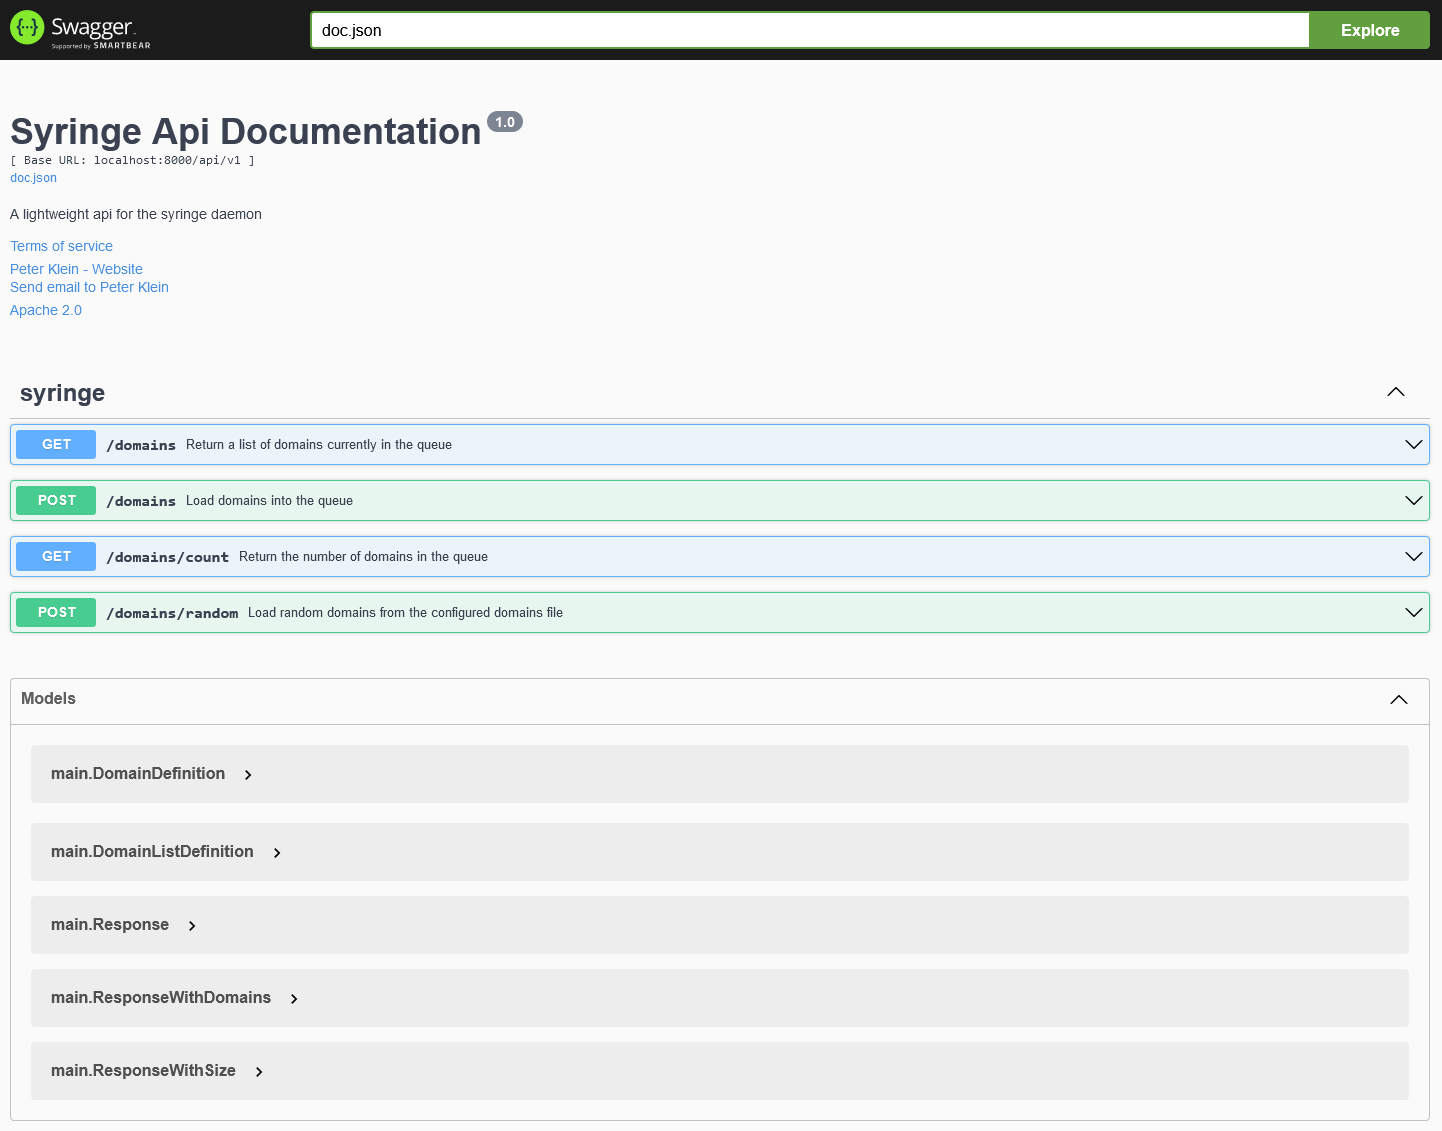 Swagger
Supported by SMARTBEAR
doc.json
Explore
Syringe Api Documentation 1.0
[ Base URL: localhost:8000/api/v1 ]
doc.json
A lightweight api for the syringe daemon
Terms of service
Peter Klein - Website
Send email to Peter Klein
Apache 2.0
syringe
GET /domains Return a list of domains currently in the queue
POST /domains Load domains into the queue
GET /domains/count Return the number of domains in the queue
POST /domains/random Load random domains from the configured domains file
Models
main.DomainDefinition
main.DomainListDefinition
main.Response
main.ResponseWithDomains
main.ResponseWithSize